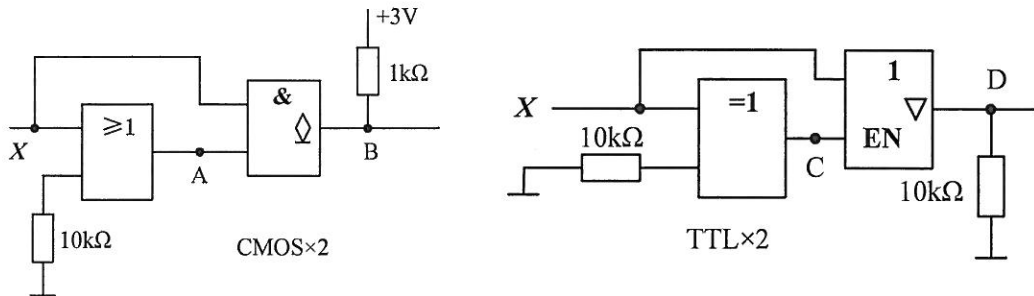 +3V
1kΩ
&
≥1
X
A
B
10kΩ
CMOS×2
X
=1
1
EN
▽
D
10kΩ
C
10kΩ
TTL×2